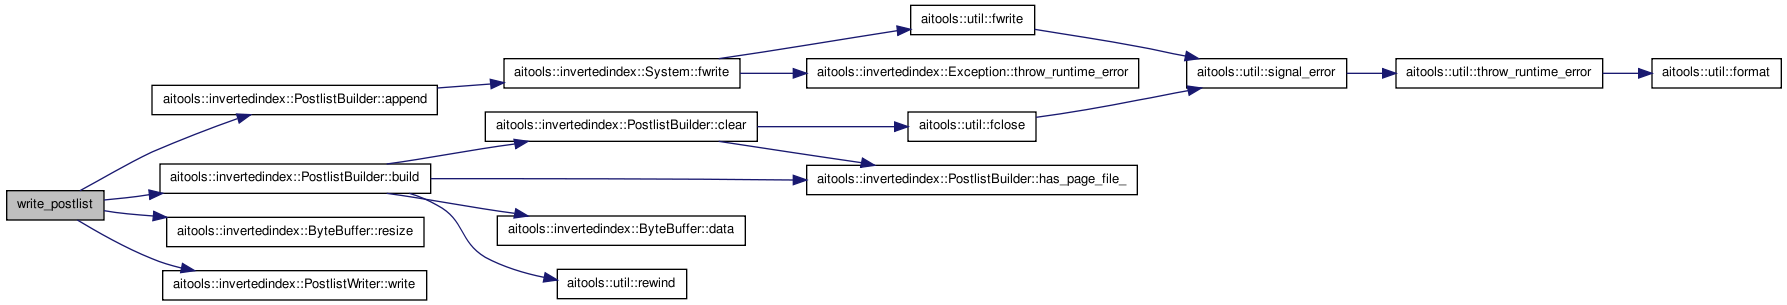 aitools::util::fwrite
aitools::invertedindex::System::fwrite
aitools::invertedindex::Exception::throw_runtime_error
aitools::util::signal_error
aitools::util::throw_runtime_error
aitools::util::format
aitools::invertedindex::PostlistBuilder::append
aitools::invertedindex::PostlistBuilder::clear
aitools::util::fclose
aitools::invertedindex::PostlistBuilder::build
aitools::invertedindex::PostlistBuilder::has_page_file_
write_postlist
aitools::invertedindex::ByteBuffer::resize
aitools::invertedindex::ByteBuffer::data
aitools::invertedindex::PostlistWriter::write
aitools::util::rewind